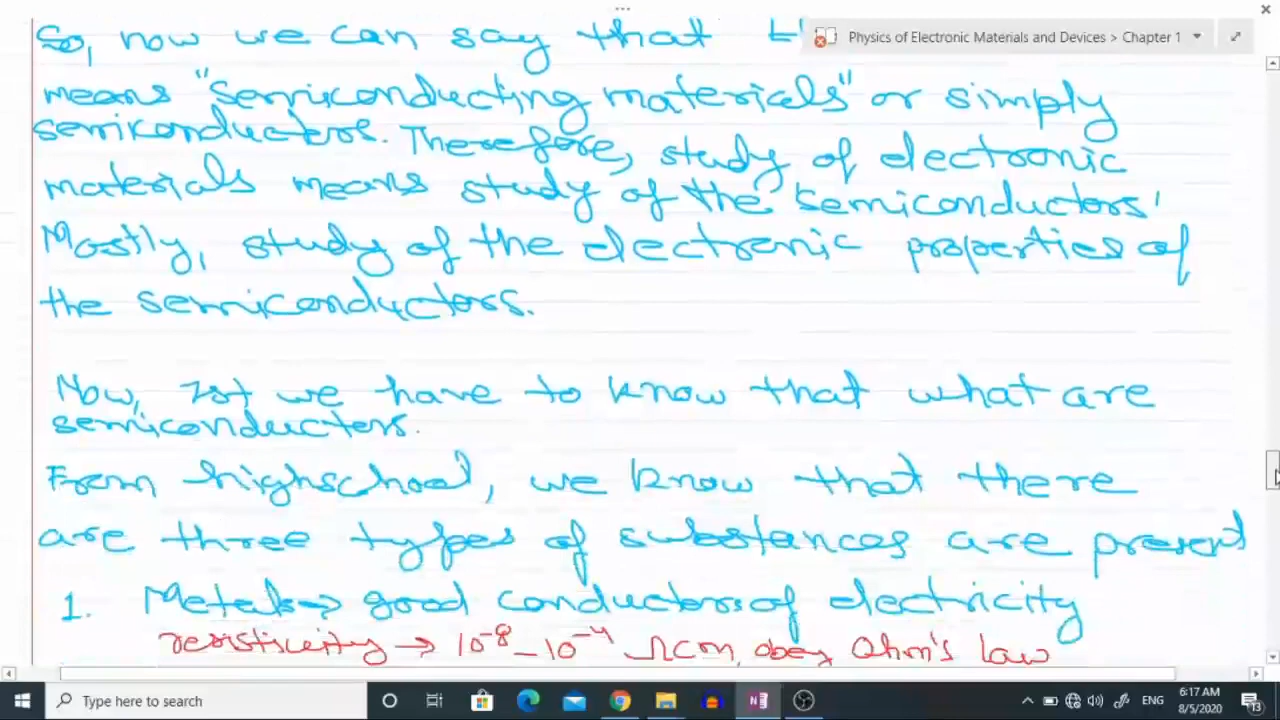 So, now we can say that
Physics of Electronic Materials and Devices > Chapter 1
means "semiconducting materials" or simply
semiconductors. Therefore, study of electronic
materials means study of the semiconductors'
Mostly, study of the electronic properties of
the semiconductors.
Now, 1st we have to know that what are
semiconductors.
From highschool, we know that there
are three types of substances are present
1. Metals → good conductors of electricity
resisticity → 10⁻⁸ - 10⁻⁴ Ωcm, obey Ohm's law
Type here to search
ENG
6:17 AM
8/5/2020
13